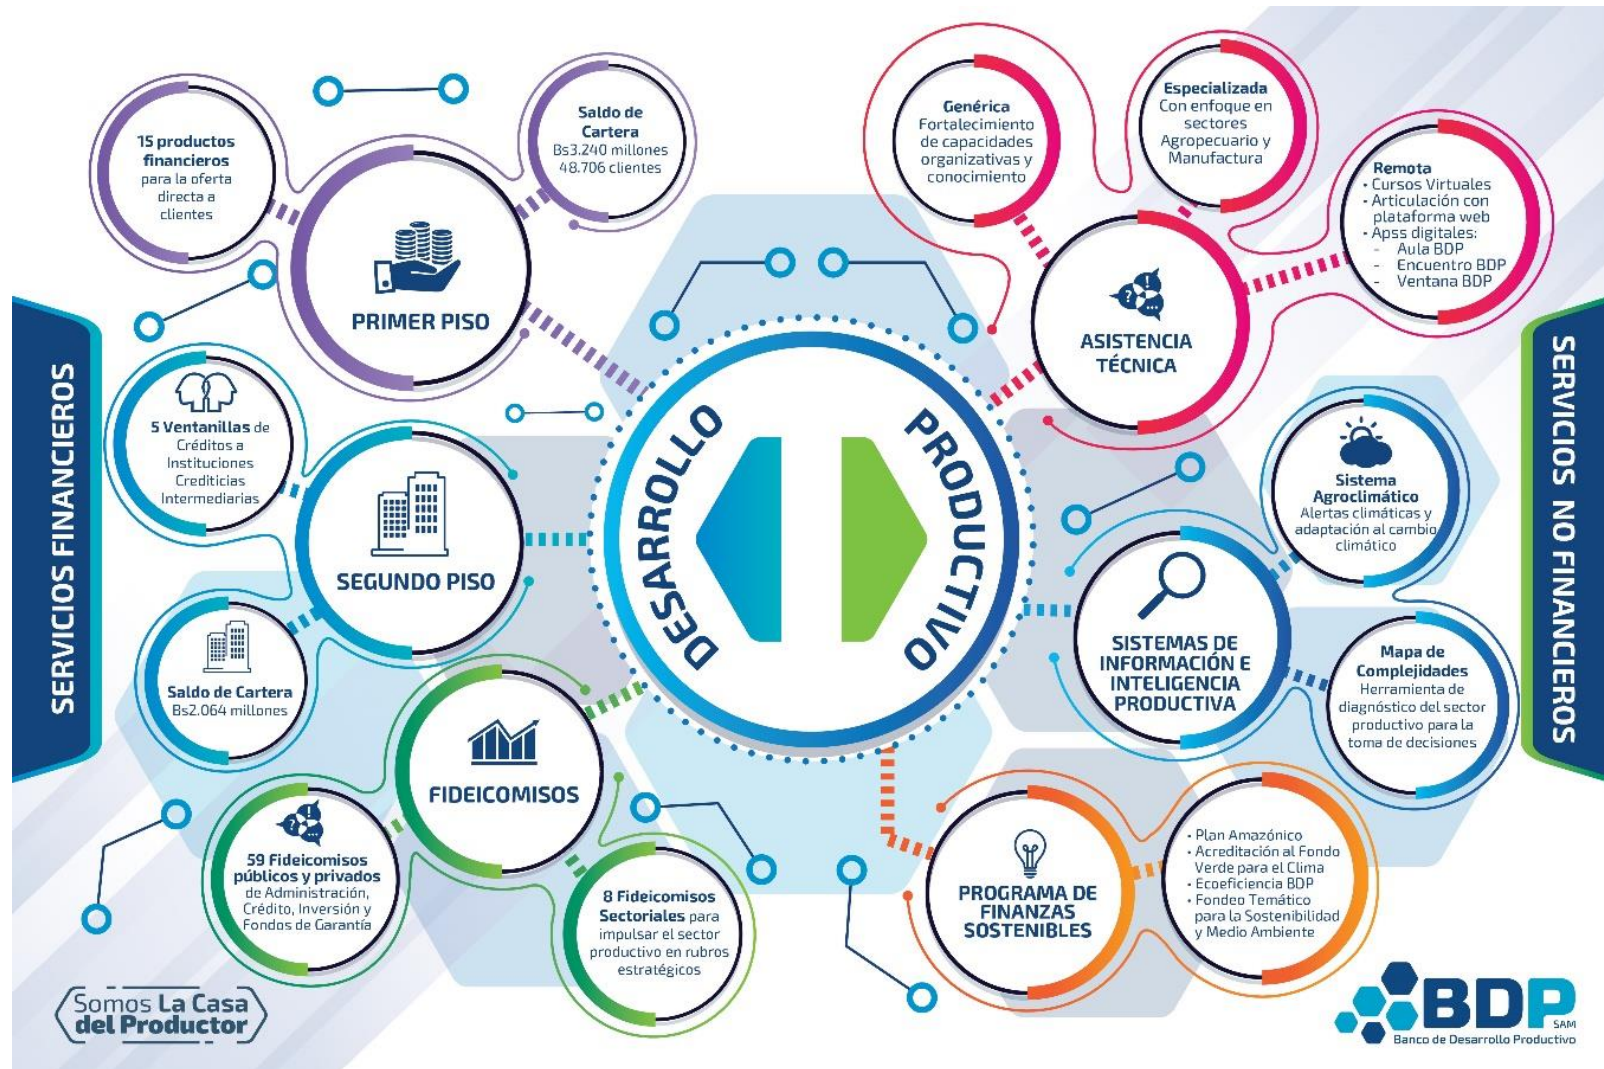 SERVICIOS FINANCIEROS
15 productos
financieros
para la oferta
directa a
clientes
Saldo de
Cartera
Bs3.240 millones
48.706 clientes
PRIMER PISO
5 Ventanillas de
Créditos a
Instituciones
Crediticias
Intermediarias
SEGUNDO PISO
Saldo de Cartera
Bs2.064 millones
FIDEICOMISOS
59 Fideicomisos
públicos y privados
de Administración,
Crédito, Inversión y
Fondos de Garantía
8 Fideicomisos
Sectoriales para
impulsar el sector
productivo en rubros
estratégicos
DESARROLLO
PRODUCTIVO
SERVICIOS NO FINANCIEROS
Genérica
Fortalecimiento
de capacidades
organizativas y
conocimiento
Especializada
Con enfoque en
sectores
Agropecuario y
Manufactura
Remota
• Cursos Virtuales
• Articulación con
plataforma web
• Apss digitales:
- Aula BDP
- Encuentro BDP
- Ventana BDP
ASISTENCIA
TÉCNICA
Sistema
Agroclimático
Alertas climáticas y
adaptación al cambio
climático
SISTEMAS DE
INFORMACIÓN E
INTELIGENCIA
PRODUCTIVA
Mapa de
Complejidades
Herramienta de
diagnóstico del sector
productivo para la
toma de decisiones
PROGRAMA DE
FINANZAS
SOSTENIBLES
• Plan Amazónico
• Acreditación al Fondo
Verde para el Clima
• Ecoeficiencia BDP
• Fondeo Temático
para la Sostenibilidad
y Medio Ambiente
Somos La Casa
del Productor
BDP
SAM
Banco de Desarrollo Productivo